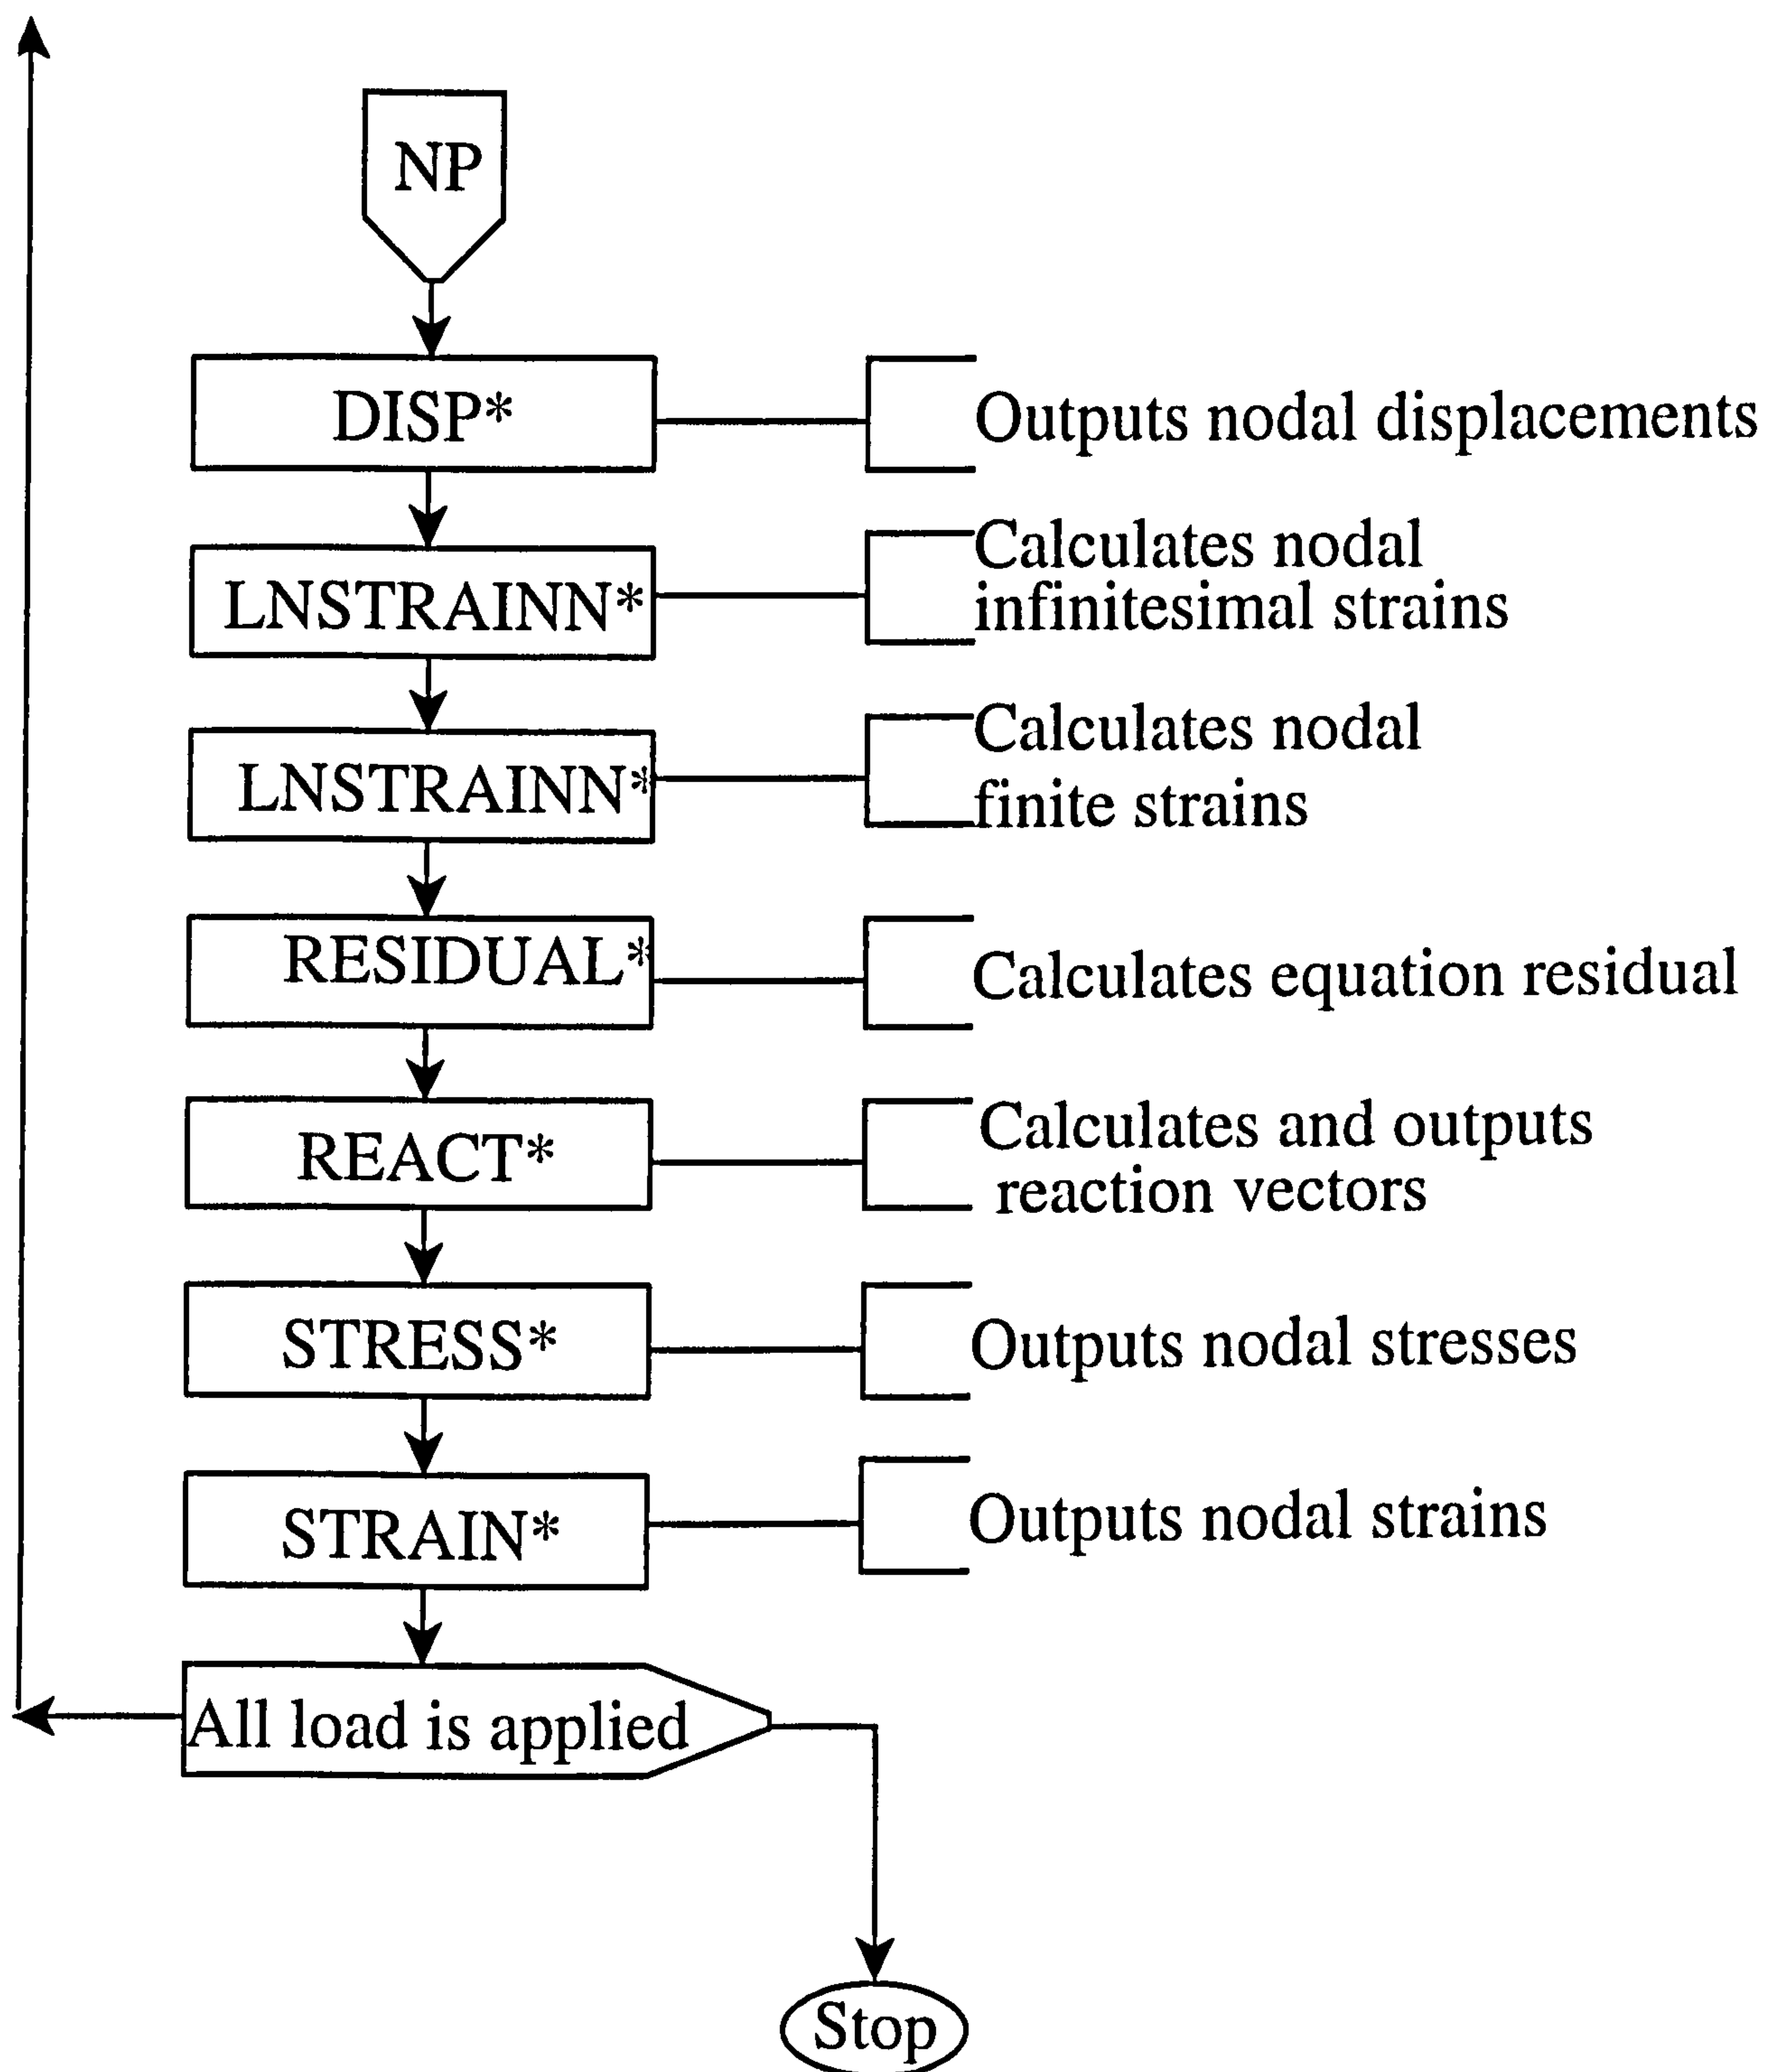 NP
DISP*
Outputs nodal displacements
LNSTRAINN*
Calculates nodal
infinitesimal strains
LNSTRAINN*
Calculates nodal
finite strains
RESIDUAL*
Calculates equation residual
REACT*
Calculates and outputs
reaction vectors
STRESS*
Outputs nodal stresses
STRAIN*
Outputs nodal strains
All load is applied
Stop